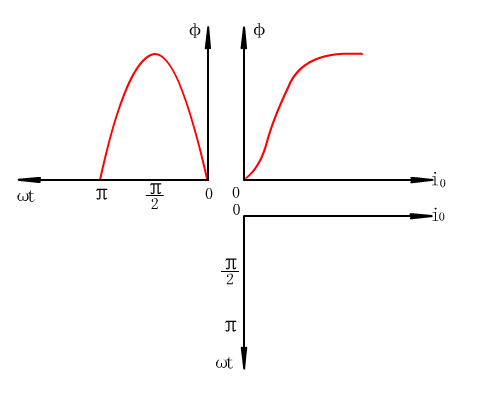 ф ф
ωt π π/2 0 0 i₀
0 i₀
π/2
π
ωt